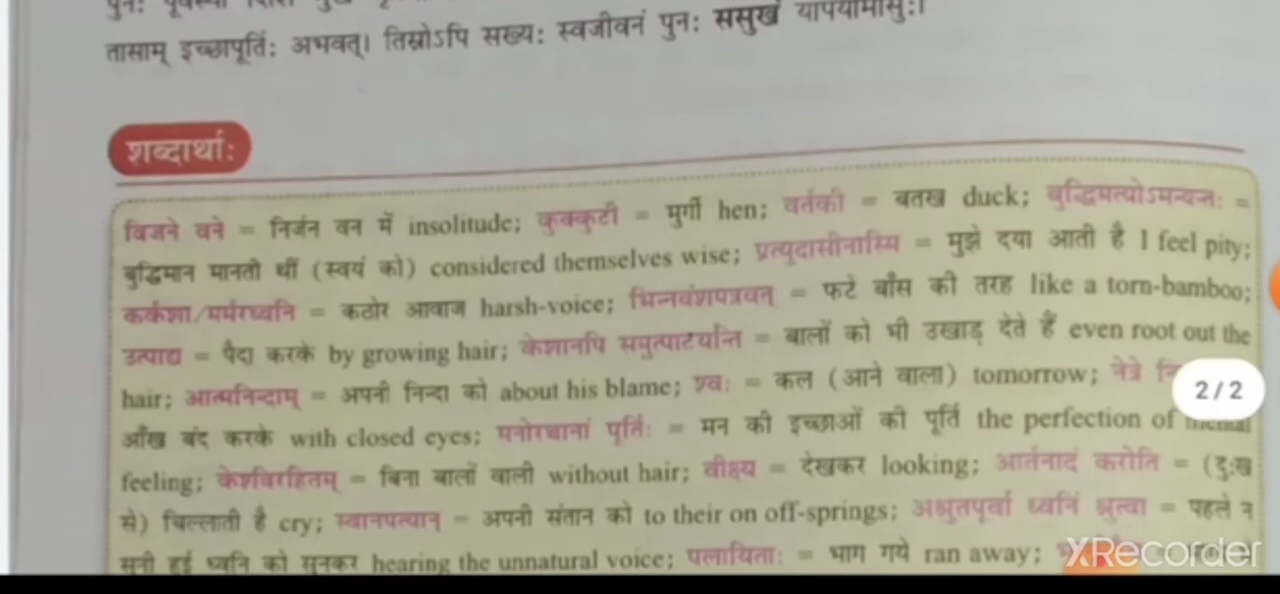 पुनः
तासाम् इच्छापूर्तिः अभवत्। तिस्रोऽपि सख्यः स्वजीवनं पुनः ससुखं यापयामासुः।
शब्दार्थाः
विजने वने = निर्जन वन में insolitude; कुक्कुटी = मुर्गी hen; वर्तकी = बतख duck; बुद्धिमत्योऽमन्यन्तः =
बुद्धिमान मानती थीं (स्वयं को) considered themselves wise; प्रत्युदासीनास्मि = मुझे दया आती है I feel pity;
कर्कशा/मर्मरध्वनि = कठोर आवाज harsh-voice; भिन्नवंशपत्रवत् = फटे बाँस की तरह like a torn-bamboo;
उत्पाद्य = पैदा करके by growing hair; केशानपि समुत्पाटयन्ति = बालों को भी उखाड़ देते हैं even root out the
hair; आत्मनिन्दाम् = अपनी निन्दा को about his blame; श्वः = कल (आने वाला) tomorrow; नेत्रे
2/2
आँख बंद करके with closed eyes; मनोरथानां पूर्तिः = मन की इच्छाओं की पूर्ति the perfection of mental
feeling; केशविरहितम् = बिना बालों वाली without hair; वीक्ष्य = देखकर looking; आर्तनादं करोति = (दुःख
से) चिल्लाती है cry; स्वानपत्यान् = अपनी संतान को to their on off-springs; अश्रुतपूर्वां ध्वनिं श्रुत्वा = पहले न
सुनी हुई ध्वनि को सुनकर hearing the unnatural voice; पलायिताः = भाग गये ran away;
XRecorder